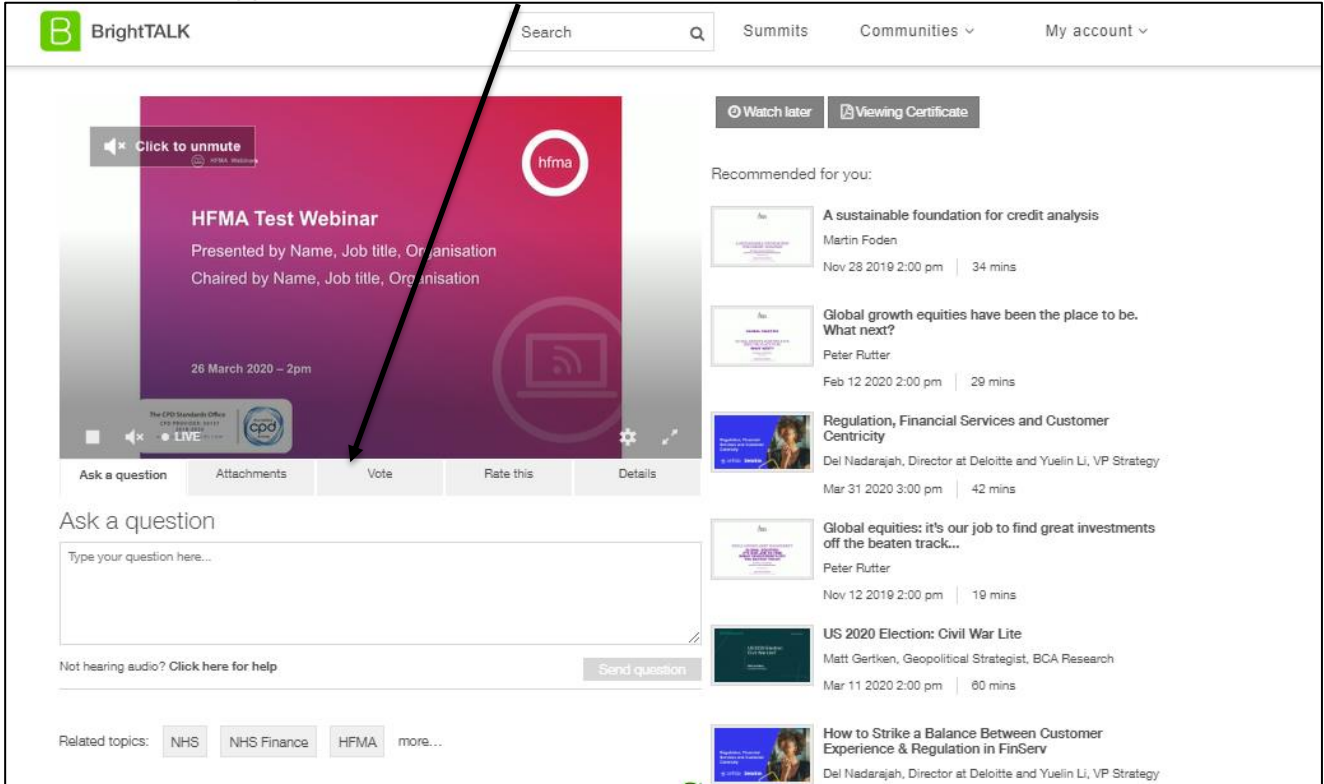 BrightTALK
Search
Summits
Communities
My account
Click to unmute
HFMA Webinars
hfma
HFMA Test Webinar
Presented by Name, Job title, Organisation
Chaired by Name, Job title, Organisation
26 March 2020 – 2pm
The CPD Standards Office
cpd
LIVE
Ask a question
Attachments
Vote
Rate this
Details
Ask a question
Type your question here...
Not hearing audio? Click here for help
Send question
Related topics:
NHS
NHS Finance
HFMA
more...
Watch later
Viewing Certificate
Recommended for you:
A sustainable foundation for credit analysis
Martin Foden
Nov 28 2019 2:00 pm
34 mins
Global growth equities have been the place to be.
What next?
Peter Rutter
Feb 12 2020 2:00 pm
29 mins
Regulation, Financial Services and Customer
Centricity
Del Nadarajah, Director at Deloitte and Yuelin Li, VP Strategy
Mar 31 2020 3:00 pm
42 mins
Global equities: it's our job to find great investments
off the beaten track...
Peter Rutter
Nov 12 2019 2:00 pm
19 mins
US 2020 Election: Civil War Lite
Matt Gertken, Geopolitical Strategist, BCA Research
Mar 11 2020 2:00 pm
60 mins
How to Strike a Balance Between Customer
Experience & Regulation in FinServ
Del Nadarajah, Director at Deloitte and Yuelin Li, VP Strategy